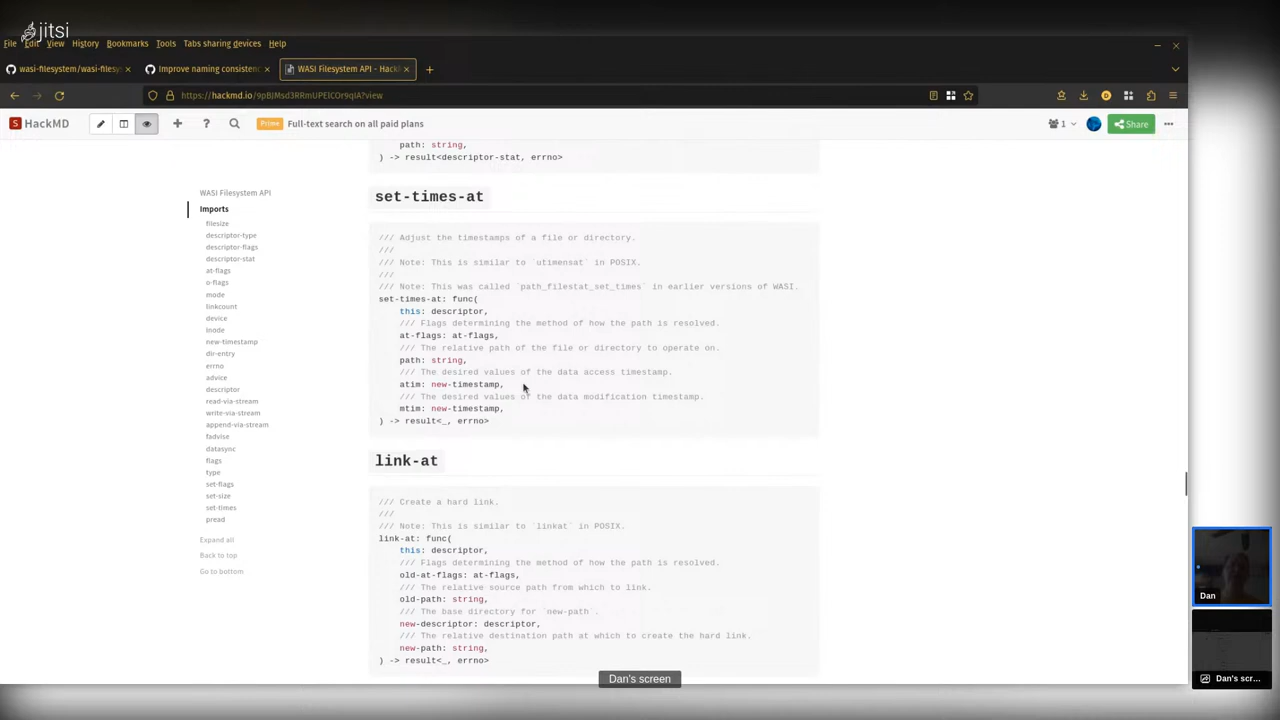 jitsi
File Edit View History Bookmarks Tools Tabs sharing devices Help
wasi-filesystem/wasi-filesy
Improve naming consistenc
WASI Filesystem API - Hack
https://hackmd.io/9pBJMsd3RRmUPElCOr9qIA?view
HackMD
Prime Full-text search on all paid plans
1
Share
WASI Filesystem API
Imports
filesize
descriptor-type
descriptor-flags
descriptor-stat
at-flags
o-flags
mode
linkcount
device
inode
new-timestamp
dir-entry
errno
advice
descriptor
read-via-stream
write-via-stream
append-via-stream
fadvise
datasync
flags
type
set-flags
set-size
set-times
pread
Expand all
Back to top
Go to bottom
path: string,
) -> result<descriptor-stat, errno>
set-times-at
/// Adjust the timestamps of a file or directory.
///
/// Note: This is similar to `utimensat` in POSIX.
///
/// Note: This was called `path_filestat_set_times` in earlier versions of WASI.
set-times-at: func(
this: descriptor,
/// Flags determining the method of how the path is resolved.
at-flags: at-flags,
/// The relative path of the file or directory to operate on.
path: string,
/// The desired values of the data access timestamp.
atim: new-timestamp,
/// The desired values of the data modification timestamp.
mtim: new-timestamp,
) -> result<_, errno>
link-at
/// Create a hard link.
///
/// Note: This is similar to `linkat` in POSIX.
link-at: func(
this: descriptor,
/// Flags determining the method of how the path is resolved.
old-at-flags: at-flags,
/// The relative source path from which to link.
old-path: string,
/// The base directory for `new-path`.
new-descriptor: descriptor,
/// The relative destination path at which to create the hard link.
new-path: string,
) -> result<_, errno>
Dan's screen
Dan
Dan's scr...